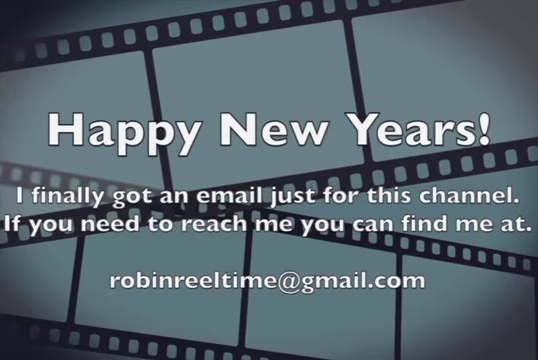 Happy New Years!
I finally got an email just for this channel.
If you need to reach me you can find me at.
robinreeltime@gmail.com